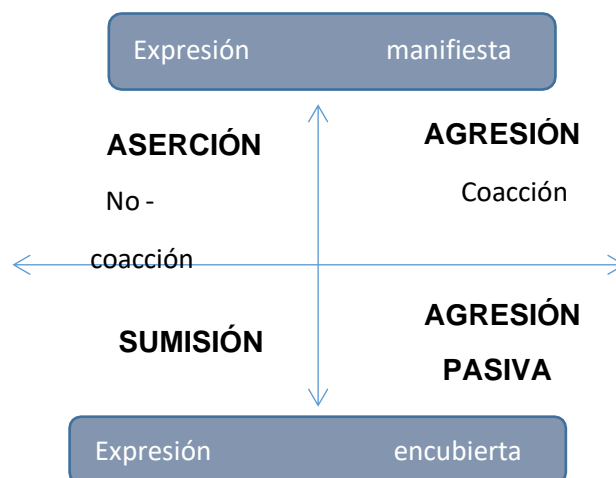 Expresión manifiesta
ASERCIÓN
No -
coacción
AGRESIÓN
Coacción
SUMISIÓN
AGRESIÓN
PASIVA
Expresión encubierta